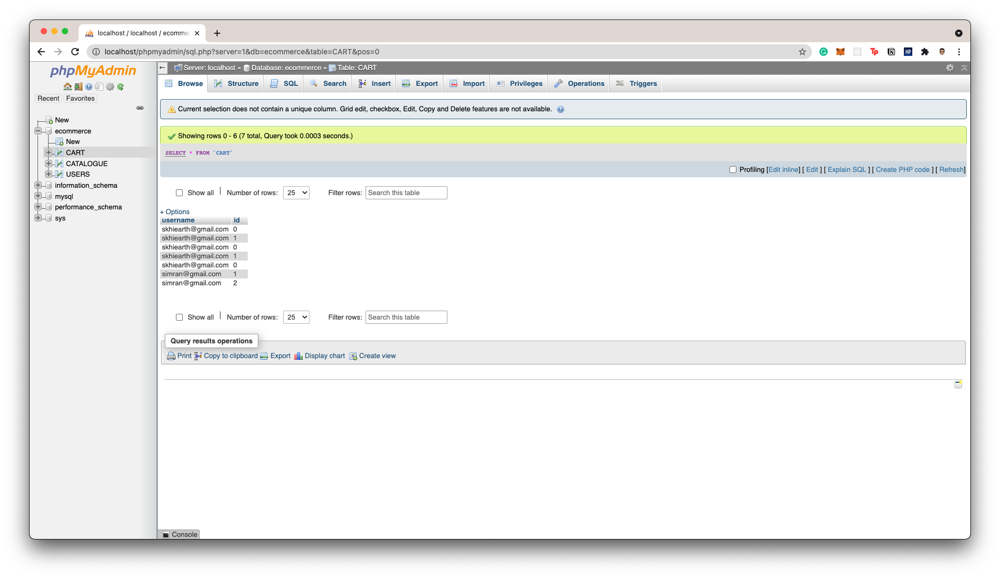 localhost / localhost / ecomme
localhost/phpmyadmin/sql.php?server=1&db=ecommerce&table=CART&pos=0
Tp
N
HP
phpMyAdmin
Recent Favorites
New
ecommerce
New
CART
CATALOGUE
USERS
information_schema
mysql
performance_schema
sys
Server: localhost » Database: ecommerce » Table: CART
Browse Structure SQL Search Insert Export Import Privileges Operations Triggers
Current selection does not contain a unique column. Grid edit, checkbox, Edit, Copy and Delete features are not available.
Showing rows 0 - 6 (7 total, Query took 0.0003 seconds.)
SELECT * FROM `CART`
Profiling [Edit inline] [ Edit ] [ Explain SQL ] [ Create PHP code ] [ Refresh]
Show all | Number of rows: 25 Filter rows: Search this table
+ Options
username id
skhiearth@gmail.com 0
skhiearth@gmail.com 1
skhiearth@gmail.com 0
skhiearth@gmail.com 1
skhiearth@gmail.com 0
simran@gmail.com 1
simran@gmail.com 2
Show all | Number of rows: 25 Filter rows: Search this table
Query results operations
Print Copy to clipboard Export Display chart Create view
Console